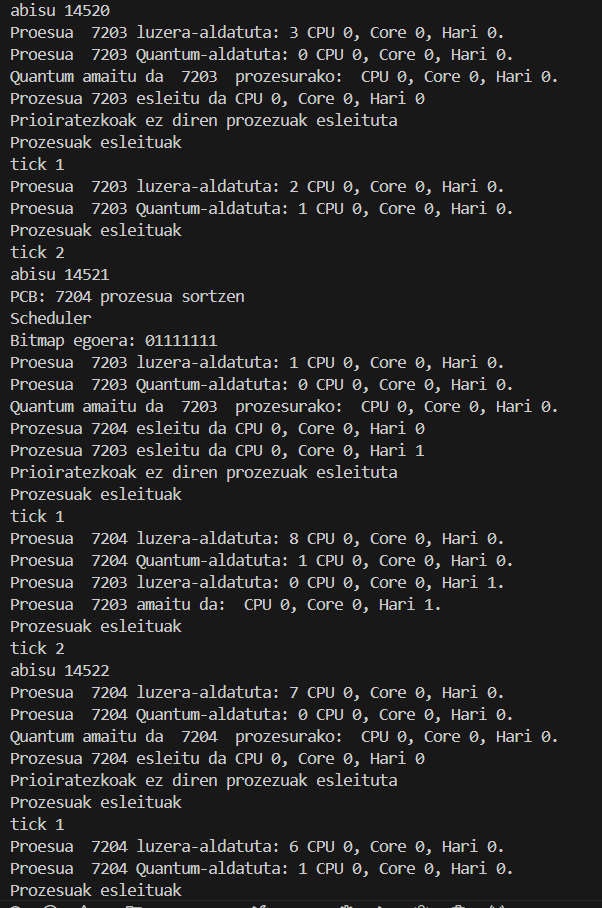 abisu 14520
Proesua  7203 luzera-aldatuta: 3 CPU 0, Core 0, Hari 0.
Proesua  7203 Quantum-aldatuta: 0 CPU 0, Core 0, Hari 0.
Quantum amaitu da  7203  prozesurako:  CPU 0, Core 0, Hari 0.
Prozesua 7203 esleitu da CPU 0, Core 0, Hari 0
Prioiratezkoak ez diren prozezuak esleituta
Prozesuak esleituak
tick 1
Proesua  7203 luzera-aldatuta: 2 CPU 0, Core 0, Hari 0.
Proesua  7203 Quantum-aldatuta: 1 CPU 0, Core 0, Hari 0.
Prozesuak esleituak
tick 2
abisu 14521
PCB: 7204 prozesua sortzen
Scheduler
Bitmap egoera: 01111111
Proesua  7203 luzera-aldatuta: 1 CPU 0, Core 0, Hari 0.
Proesua  7203 Quantum-aldatuta: 0 CPU 0, Core 0, Hari 0.
Quantum amaitu da  7203  prozesurako:  CPU 0, Core 0, Hari 0.
Prozesua 7204 esleitu da CPU 0, Core 0, Hari 0
Prozesua 7203 esleitu da CPU 0, Core 0, Hari 1
Prioiratezkoak ez diren prozezuak esleituta
Prozesuak esleituak
tick 1
Proesua  7204 luzera-aldatuta: 8 CPU 0, Core 0, Hari 0.
Proesua  7204 Quantum-aldatuta: 1 CPU 0, Core 0, Hari 0.
Proesua  7203 luzera-aldatuta: 0 CPU 0, Core 0, Hari 1.
Proesua  7203 amaitu da:  CPU 0, Core 0, Hari 1.
Prozesuak esleituak
tick 2
abisu 14522
Proesua  7204 luzera-aldatuta: 7 CPU 0, Core 0, Hari 0.
Proesua  7204 Quantum-aldatuta: 0 CPU 0, Core 0, Hari 0.
Quantum amaitu da  7204  prozesurako:  CPU 0, Core 0, Hari 0.
Prozesua 7204 esleitu da CPU 0, Core 0, Hari 0
Prioiratezkoak ez diren prozezuak esleituta
Prozesuak esleituak
tick 1
Proesua  7204 luzera-aldatuta: 6 CPU 0, Core 0, Hari 0.
Proesua  7204 Quantum-aldatuta: 1 CPU 0, Core 0, Hari 0.
Prozesuak esleituak